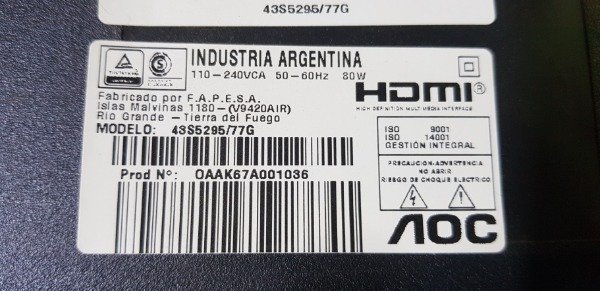 43S5295/77G
INDUSTRIA ARGENTINA
110-240VCA 50-60Hz 80W
HDMI®
HIGH DEFINITION MULTIMEDIA INTERFACE
Fabricado por F.A.P.E.S.A.
Islas Malvinas 1180-(V9420AIR)
Rio Grande -Tierra del Fuego
MODELO: 43S5295/77G
ISO 9001
ISO 14001
GESTIÓN INTEGRAL
PRECAUCION-ADVERTENCIA
NO ABRIR
RIESGO DE CHOQUE ELECTRICO
Prod Nº: OAAK67A001036
AOC